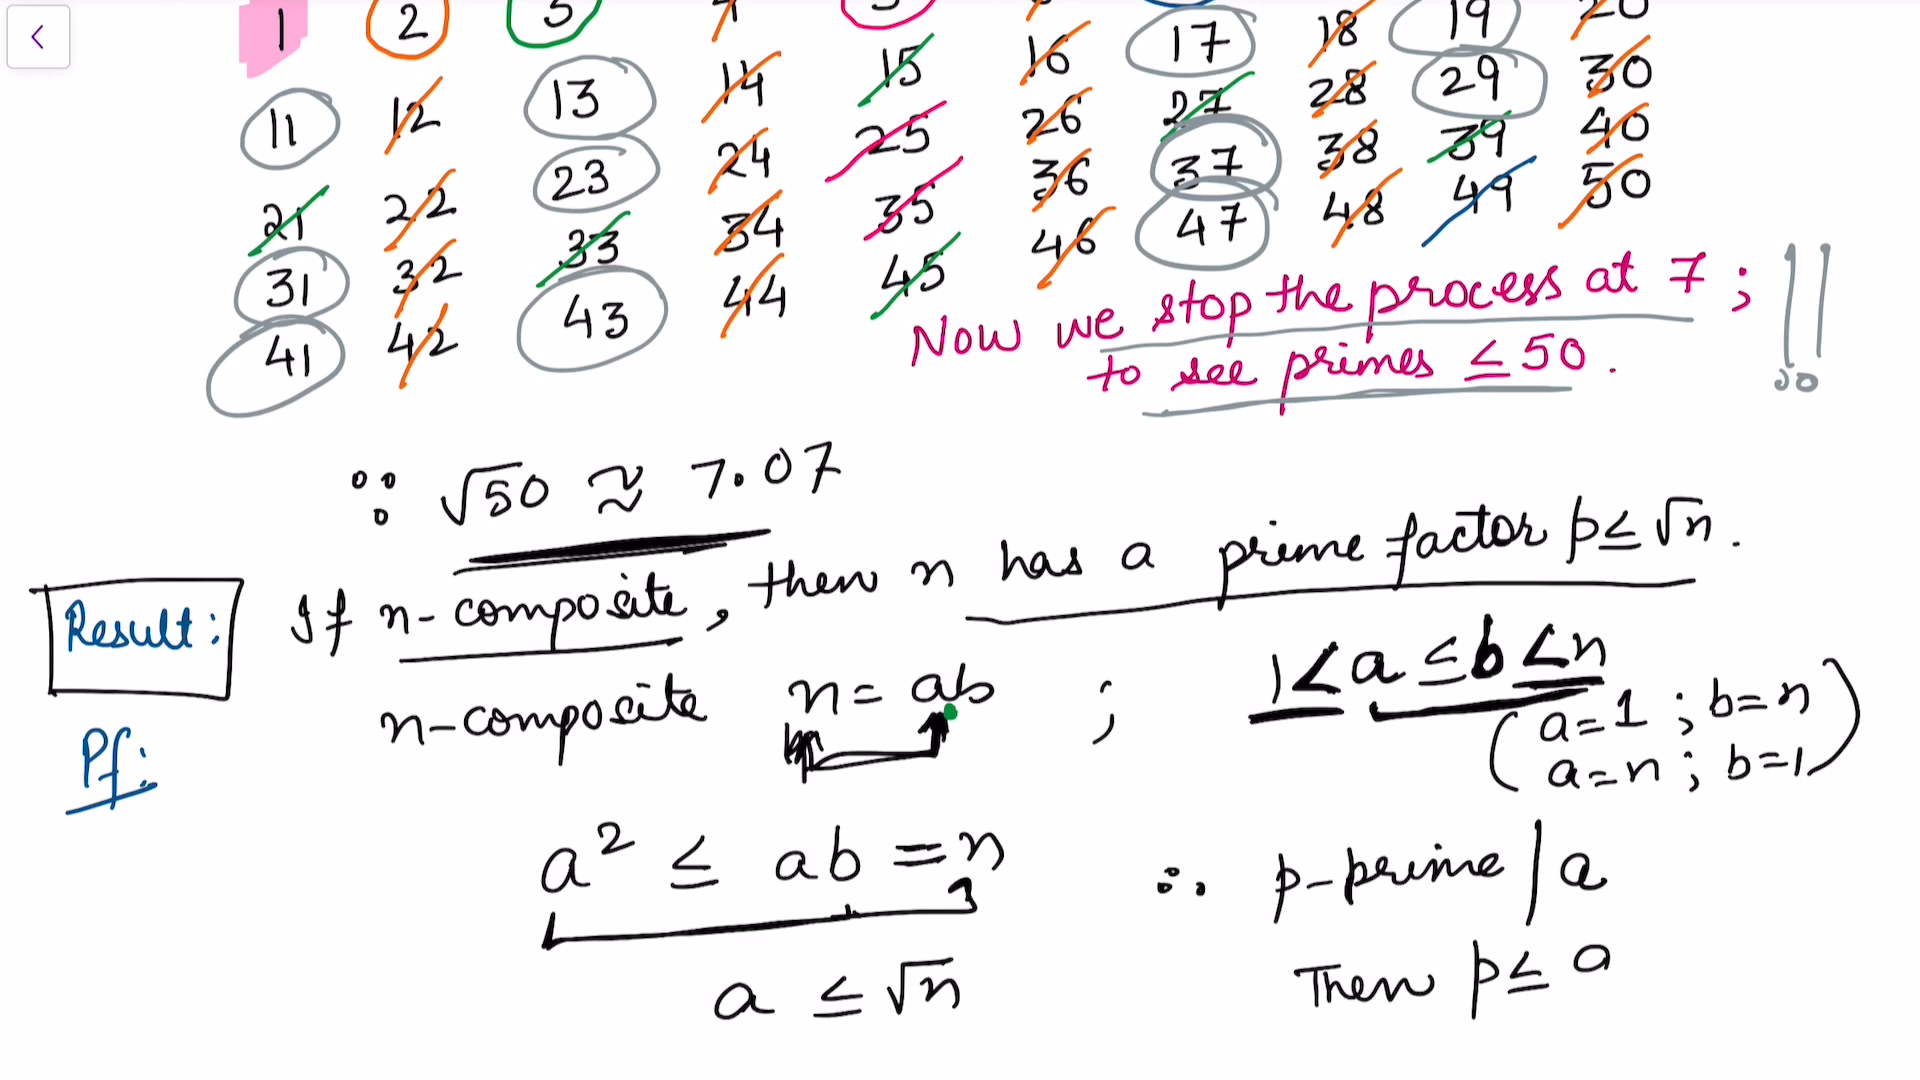 1 2 3 4 5 17 18 19 20
11 12 13 14 15 16 27 28 29 30
21 22 23 24 25 26 37 38 39 40
31 32 33 34 35 36 47 48 49 50
41 42 43 44 45 46
Now we stop the process at 7 ; !!
to see primes ≤ 50 .
∵ √50 ≈ 7.07
Result: If n-composite, then n has a prime factor p ≤ √n.
Pf: n-composite n = ab ; 1 < a ≤ b < n
( a=1 ; b=n
a=n ; b=1 )
a² ≤ ab = n ∴ p-prime | a
a ≤ √n Then p ≤ a